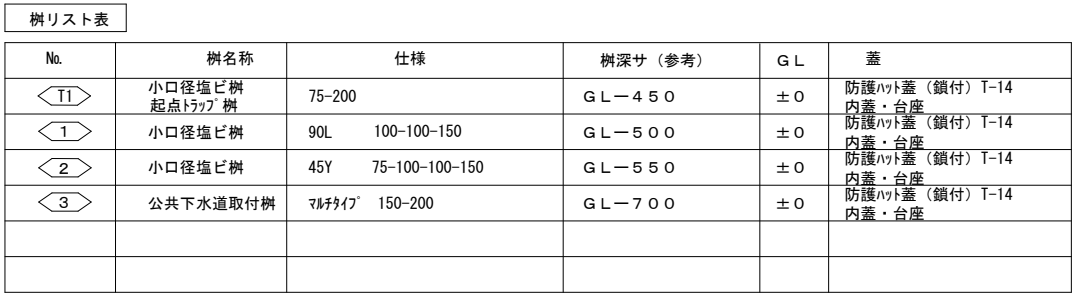 桝リスト表
No. 桝名称 仕様 桝深サ（参考） ＧＬ 蓋
T1 小口径塩ビ桝 起点ﾄﾗｯﾌﾟ桝 75-200 ＧＬ－４５０ ±０ 防護ﾊｯﾄ蓋（鎖付）T-14 内蓋・台座
1 小口径塩ビ桝 90L 100-100-150 ＧＬ－５００ ±０ 防護ﾊｯﾄ蓋（鎖付）T-14 内蓋・台座
2 小口径塩ビ桝 45Y 75-100-100-150 ＧＬ－５５０ ±０ 防護ﾊｯﾄ蓋（鎖付）T-14 内蓋・台座
3 公共下水道取付桝 ﾏﾙﾁﾀｲﾌﾟ 150-200 ＧＬ－７００ ±０ 防護ﾊｯﾄ蓋（鎖付）T-14 内蓋・台座